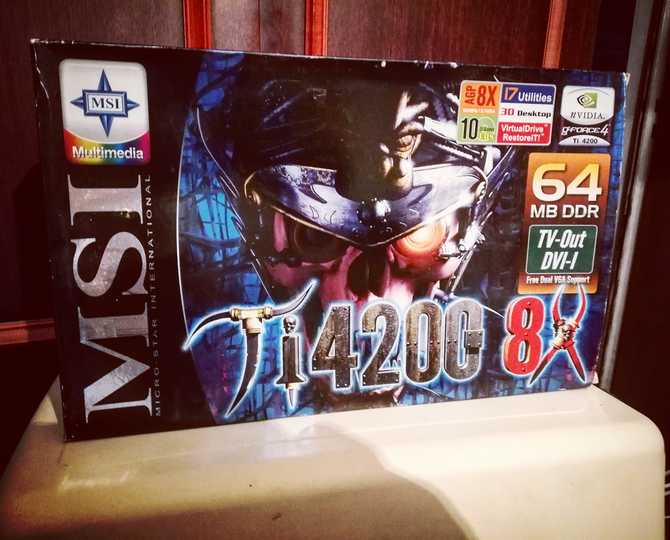 MSI
Multimedia
MSI
MICRO-STAR INTERNATIONAL
AGP
8X
10
17 Utilities
3D Desktop
VirtualDrive
RestoreIT!
NVIDIA
GEFORCE4
TI 4200
64
MB DDR
TV-Out
DVI-I
Free Dual VGA Support
Ti4200 8X